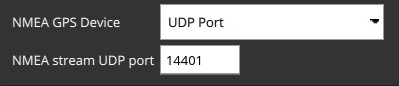 NMEA GPS Device UDP Port
NMEA stream UDP port 14401